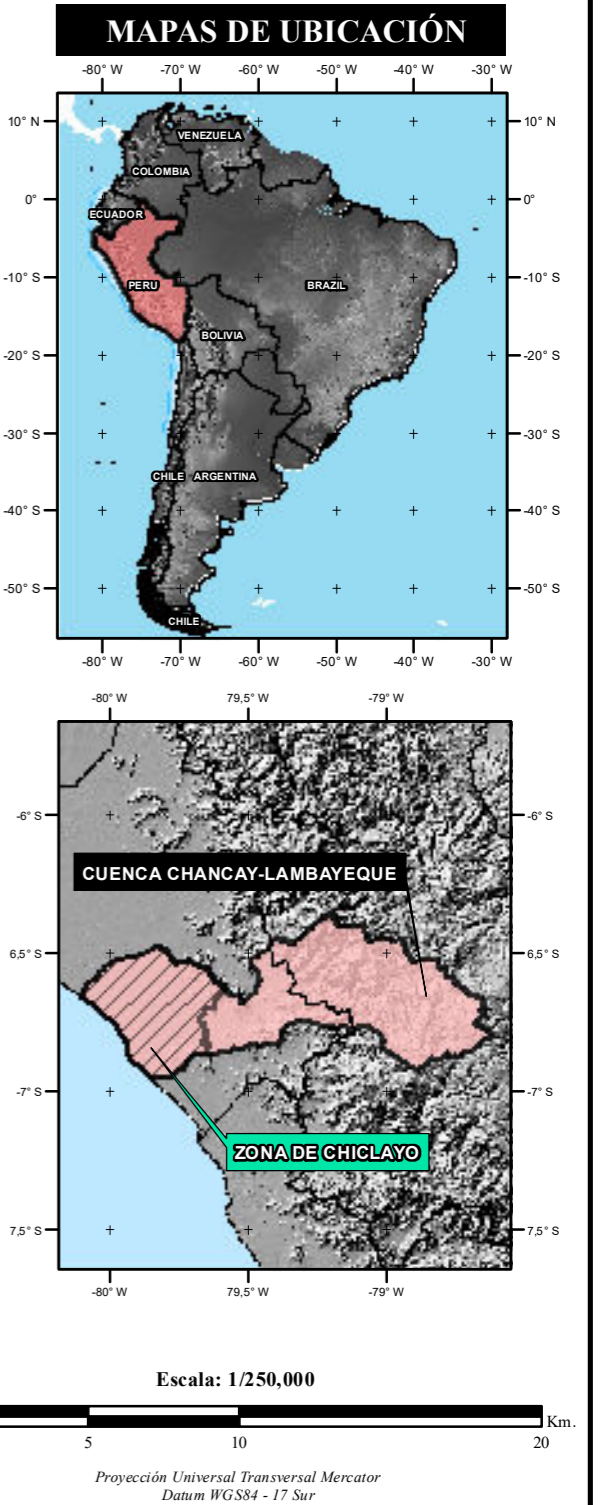 MAPAS DE UBICACIÓN
-80° W -70° W -60° W -50° W -40° W -30° W
10° N
VENEZUELA
COLOMBIA
0° 0°
ECUADOR
-10° S PERU BRAZIL -10° S
BOLIVIA
-20° S -20° S
-30° S -30° S
CHILE ARGENTINA
-40° S -40° S
-50° S -50° S
CHILE
-80° W -70° W -60° W -50° W -40° W -30° W
10° N
-80° W 79,5° W -79° W
-6° S -6° S
CUENCA CHANCAY-LAMBAYEQUE
6,5° S 6,5° S
-7° S -7° S
ZONA DE CHICLAYO
7,5° S 7,5° S
-80° W 79,5° W -79° W
Escala: 1/250,000
Km.
5 10 20
Proyección Universal Transversal Mercator
Datum WGS84 - 17 Sur